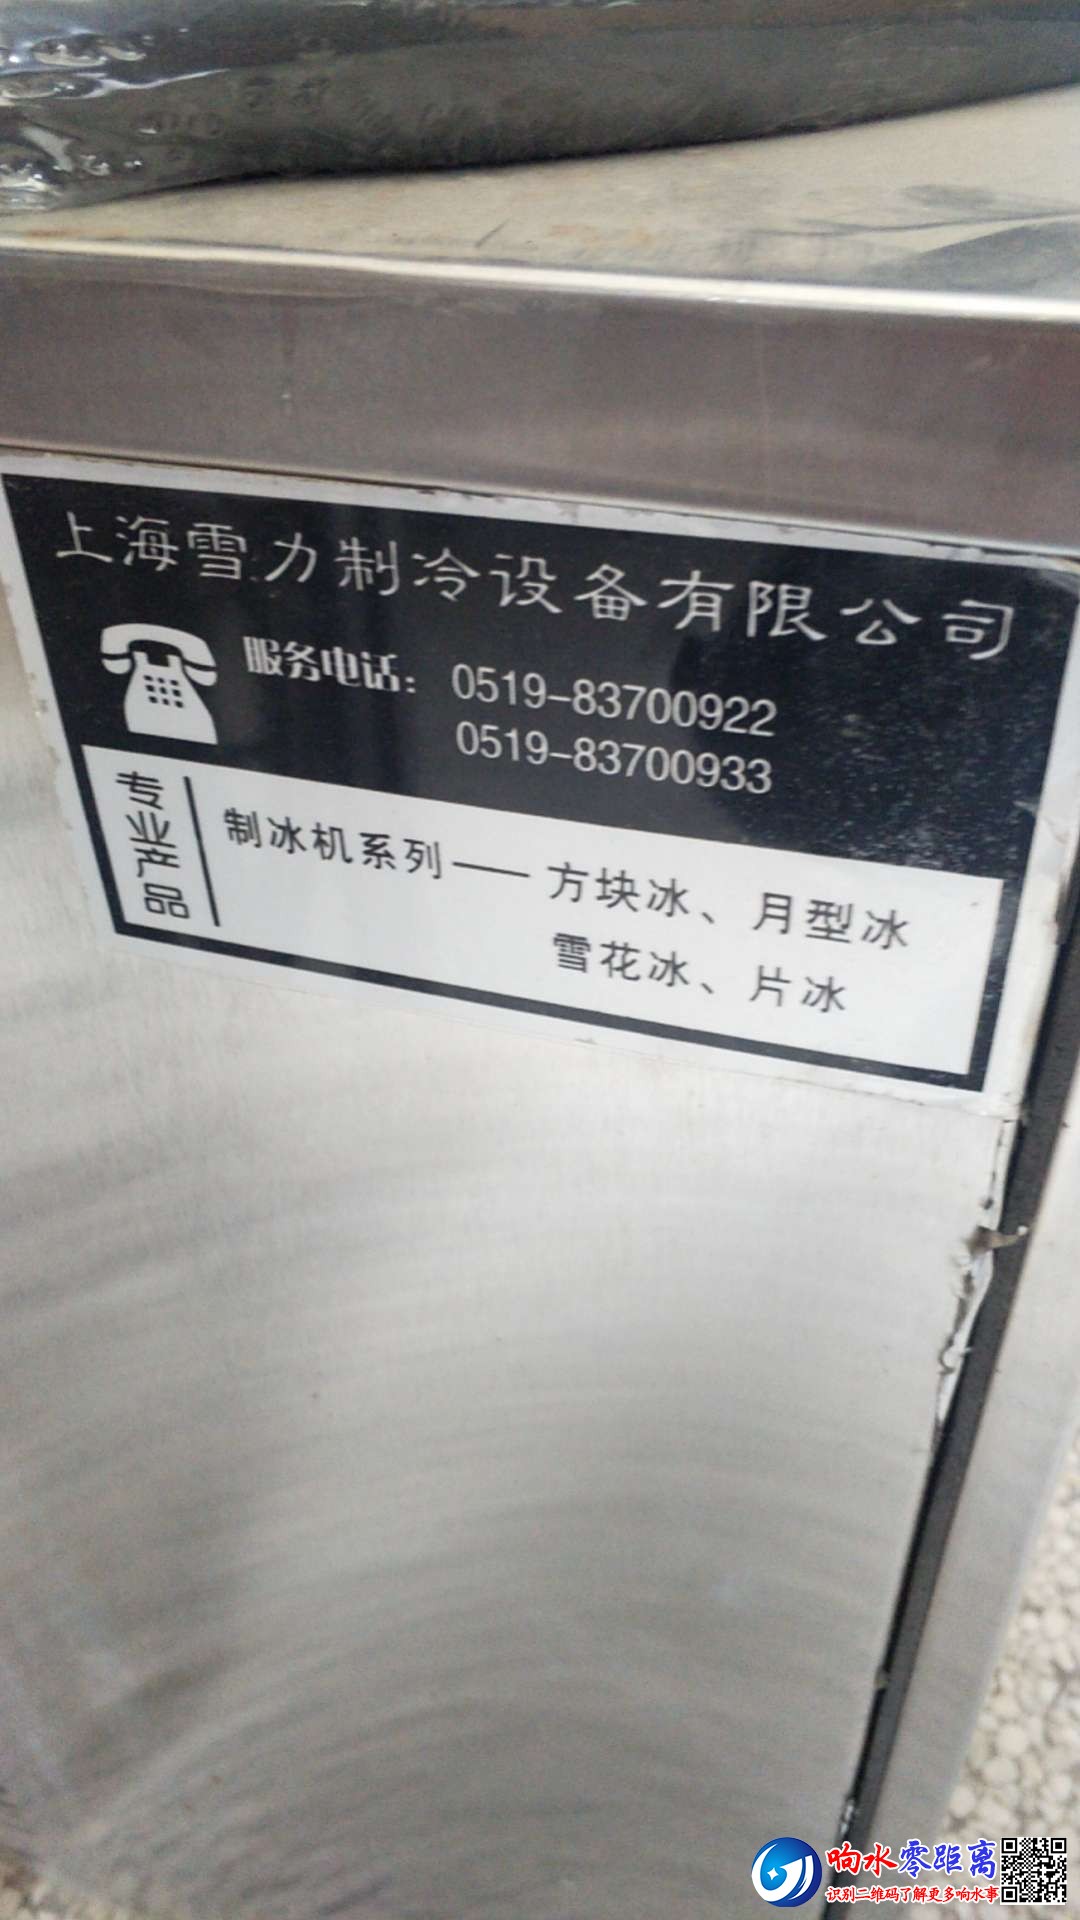 上海雪力制冷设备有限公司
服务电话：0519-83700922
0519-83700933
专业产品
制冰机系列——方块冰、月型冰
雪花冰、片冰
响水零距离
识别二维码了解更多响水事